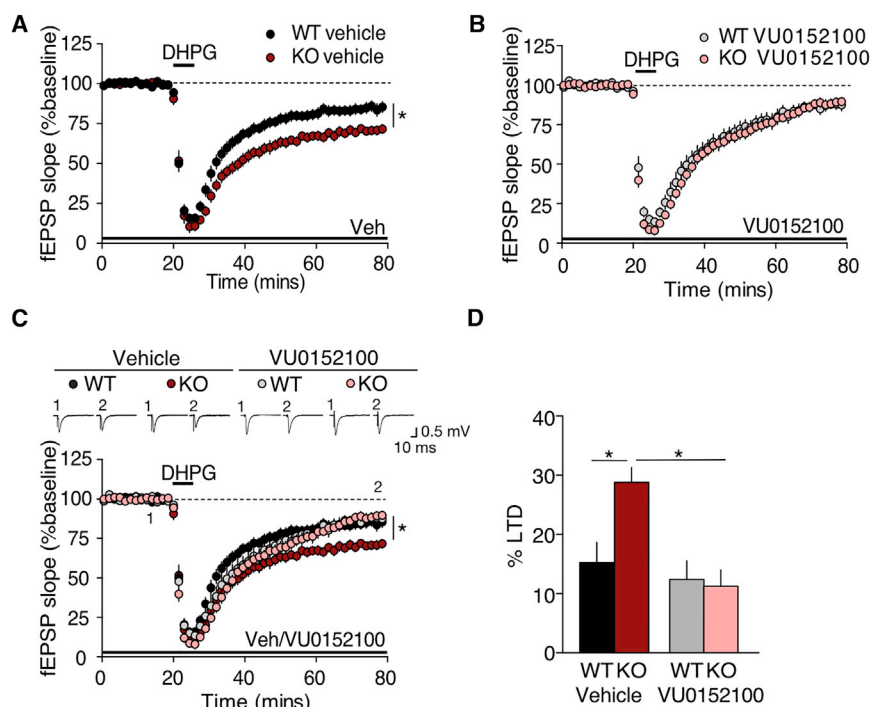 A
WT vehicle
KO vehicle
DHPG
125
100
75
50
25
0
fEPSP slope (%baseline)
*
Veh
0 20 40 60 80
Time (mins)
B
WT VU0152100
KO VU0152100
DHPG
125
100
75
50
25
0
fEPSP slope (%baseline)
VU0152100
0 20 40 60 80
Time (mins)
C
Vehicle VU0152100
WT KO WT KO
1 2 1 2 1 2 1 2
0.5 mV
10 ms
DHPG
125
100
75
50
25
0
fEPSP slope (%baseline)
1
2
*
Veh/VU0152100
0 20 40 60 80
Time (mins)
D
40
30
20
10
0
% LTD
* *
WT KO WT KO
Vehicle VU0152100